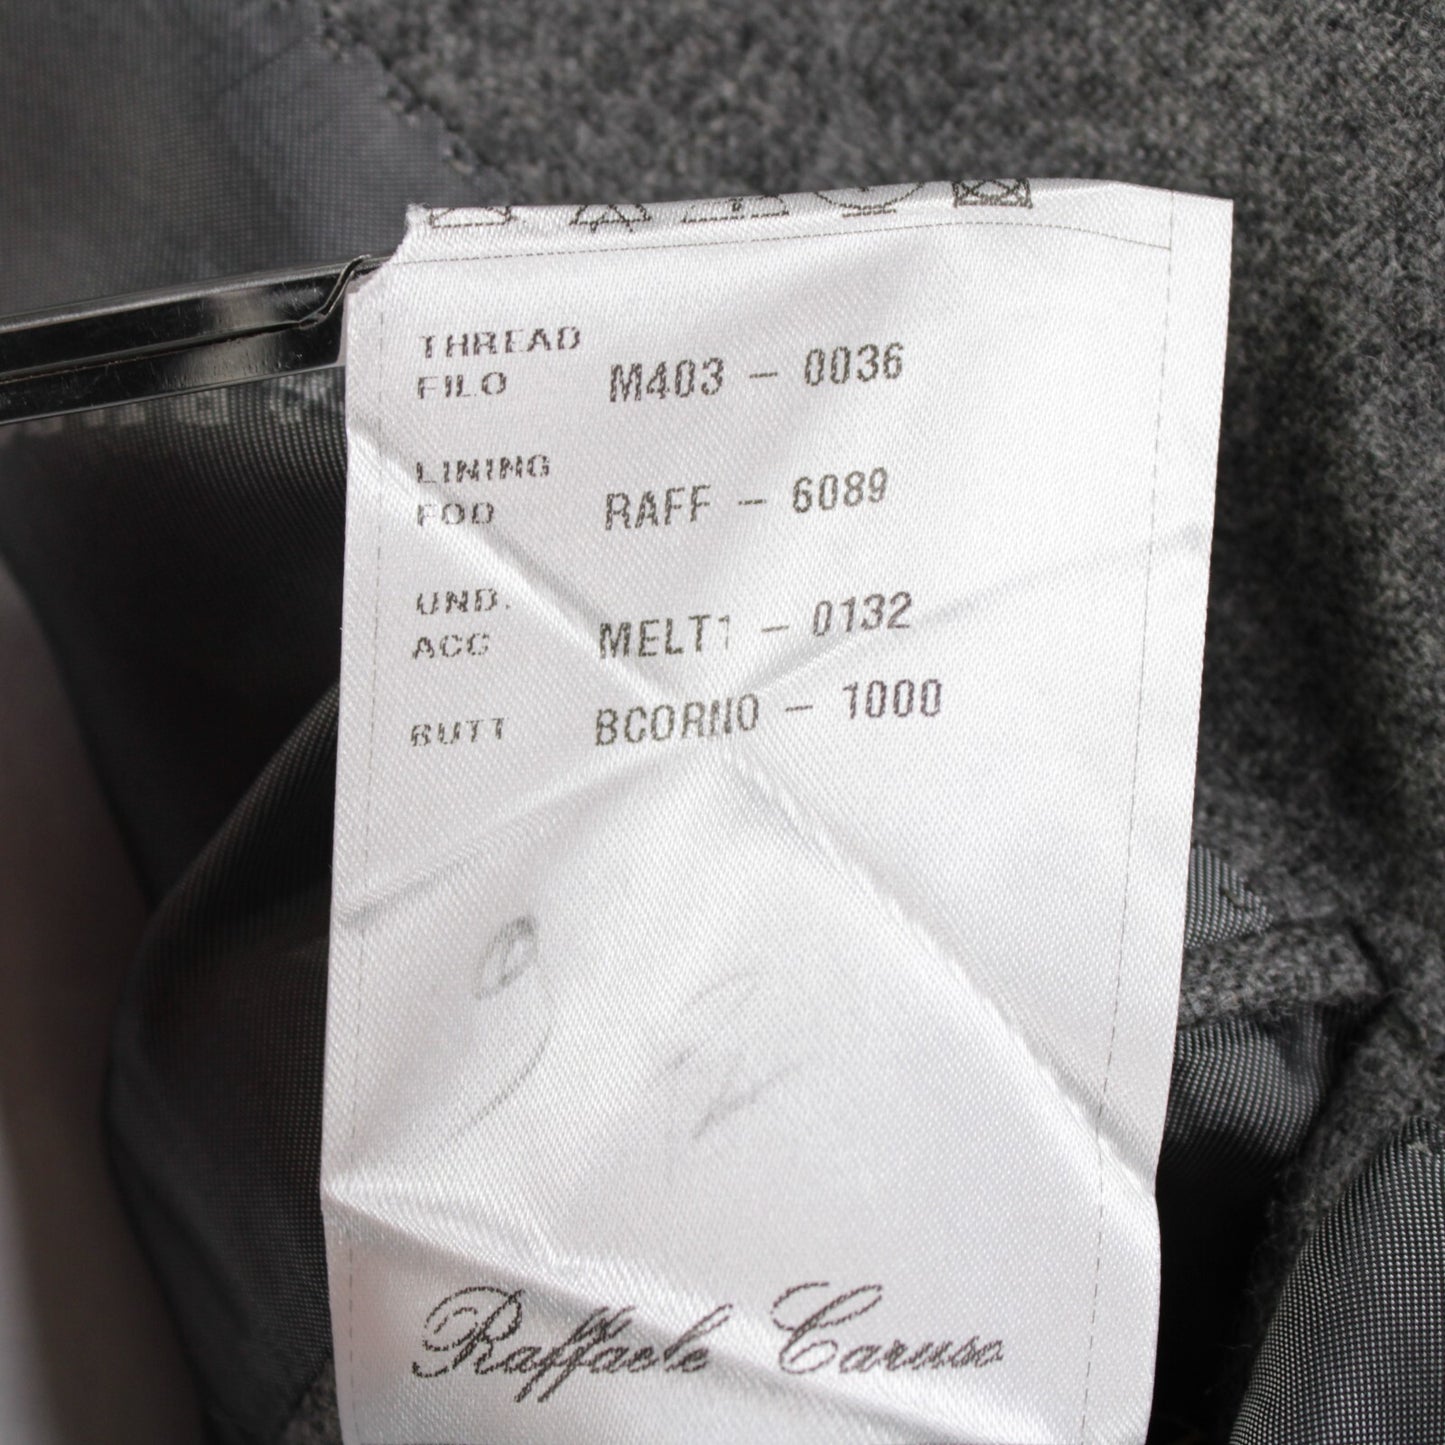 THREAD
FILO M403 - 0036
LINING
FOD RAFF - 6089
UND.
ACC MELT1 - 0132
BUTT BCORNO - 1000
Raffaele Caruso